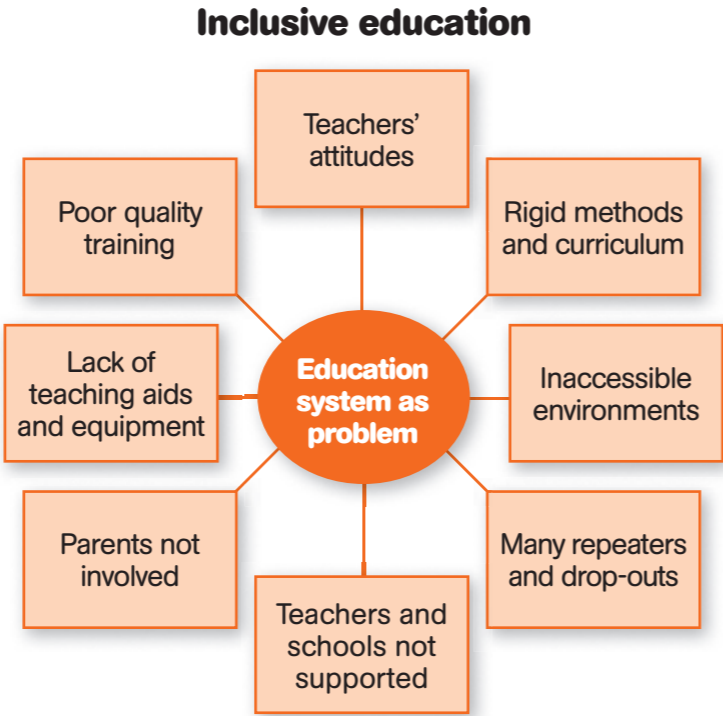 Inclusive education
Teachers’
attitudes
Rigid methods
and curriculum
Inaccessible
environments
Many repeaters
and drop-outs
Teachers and
schools not
supported
Parents not
involved
Lack of
teaching aids
and equipment
Poor quality
training
Education
system as
problem